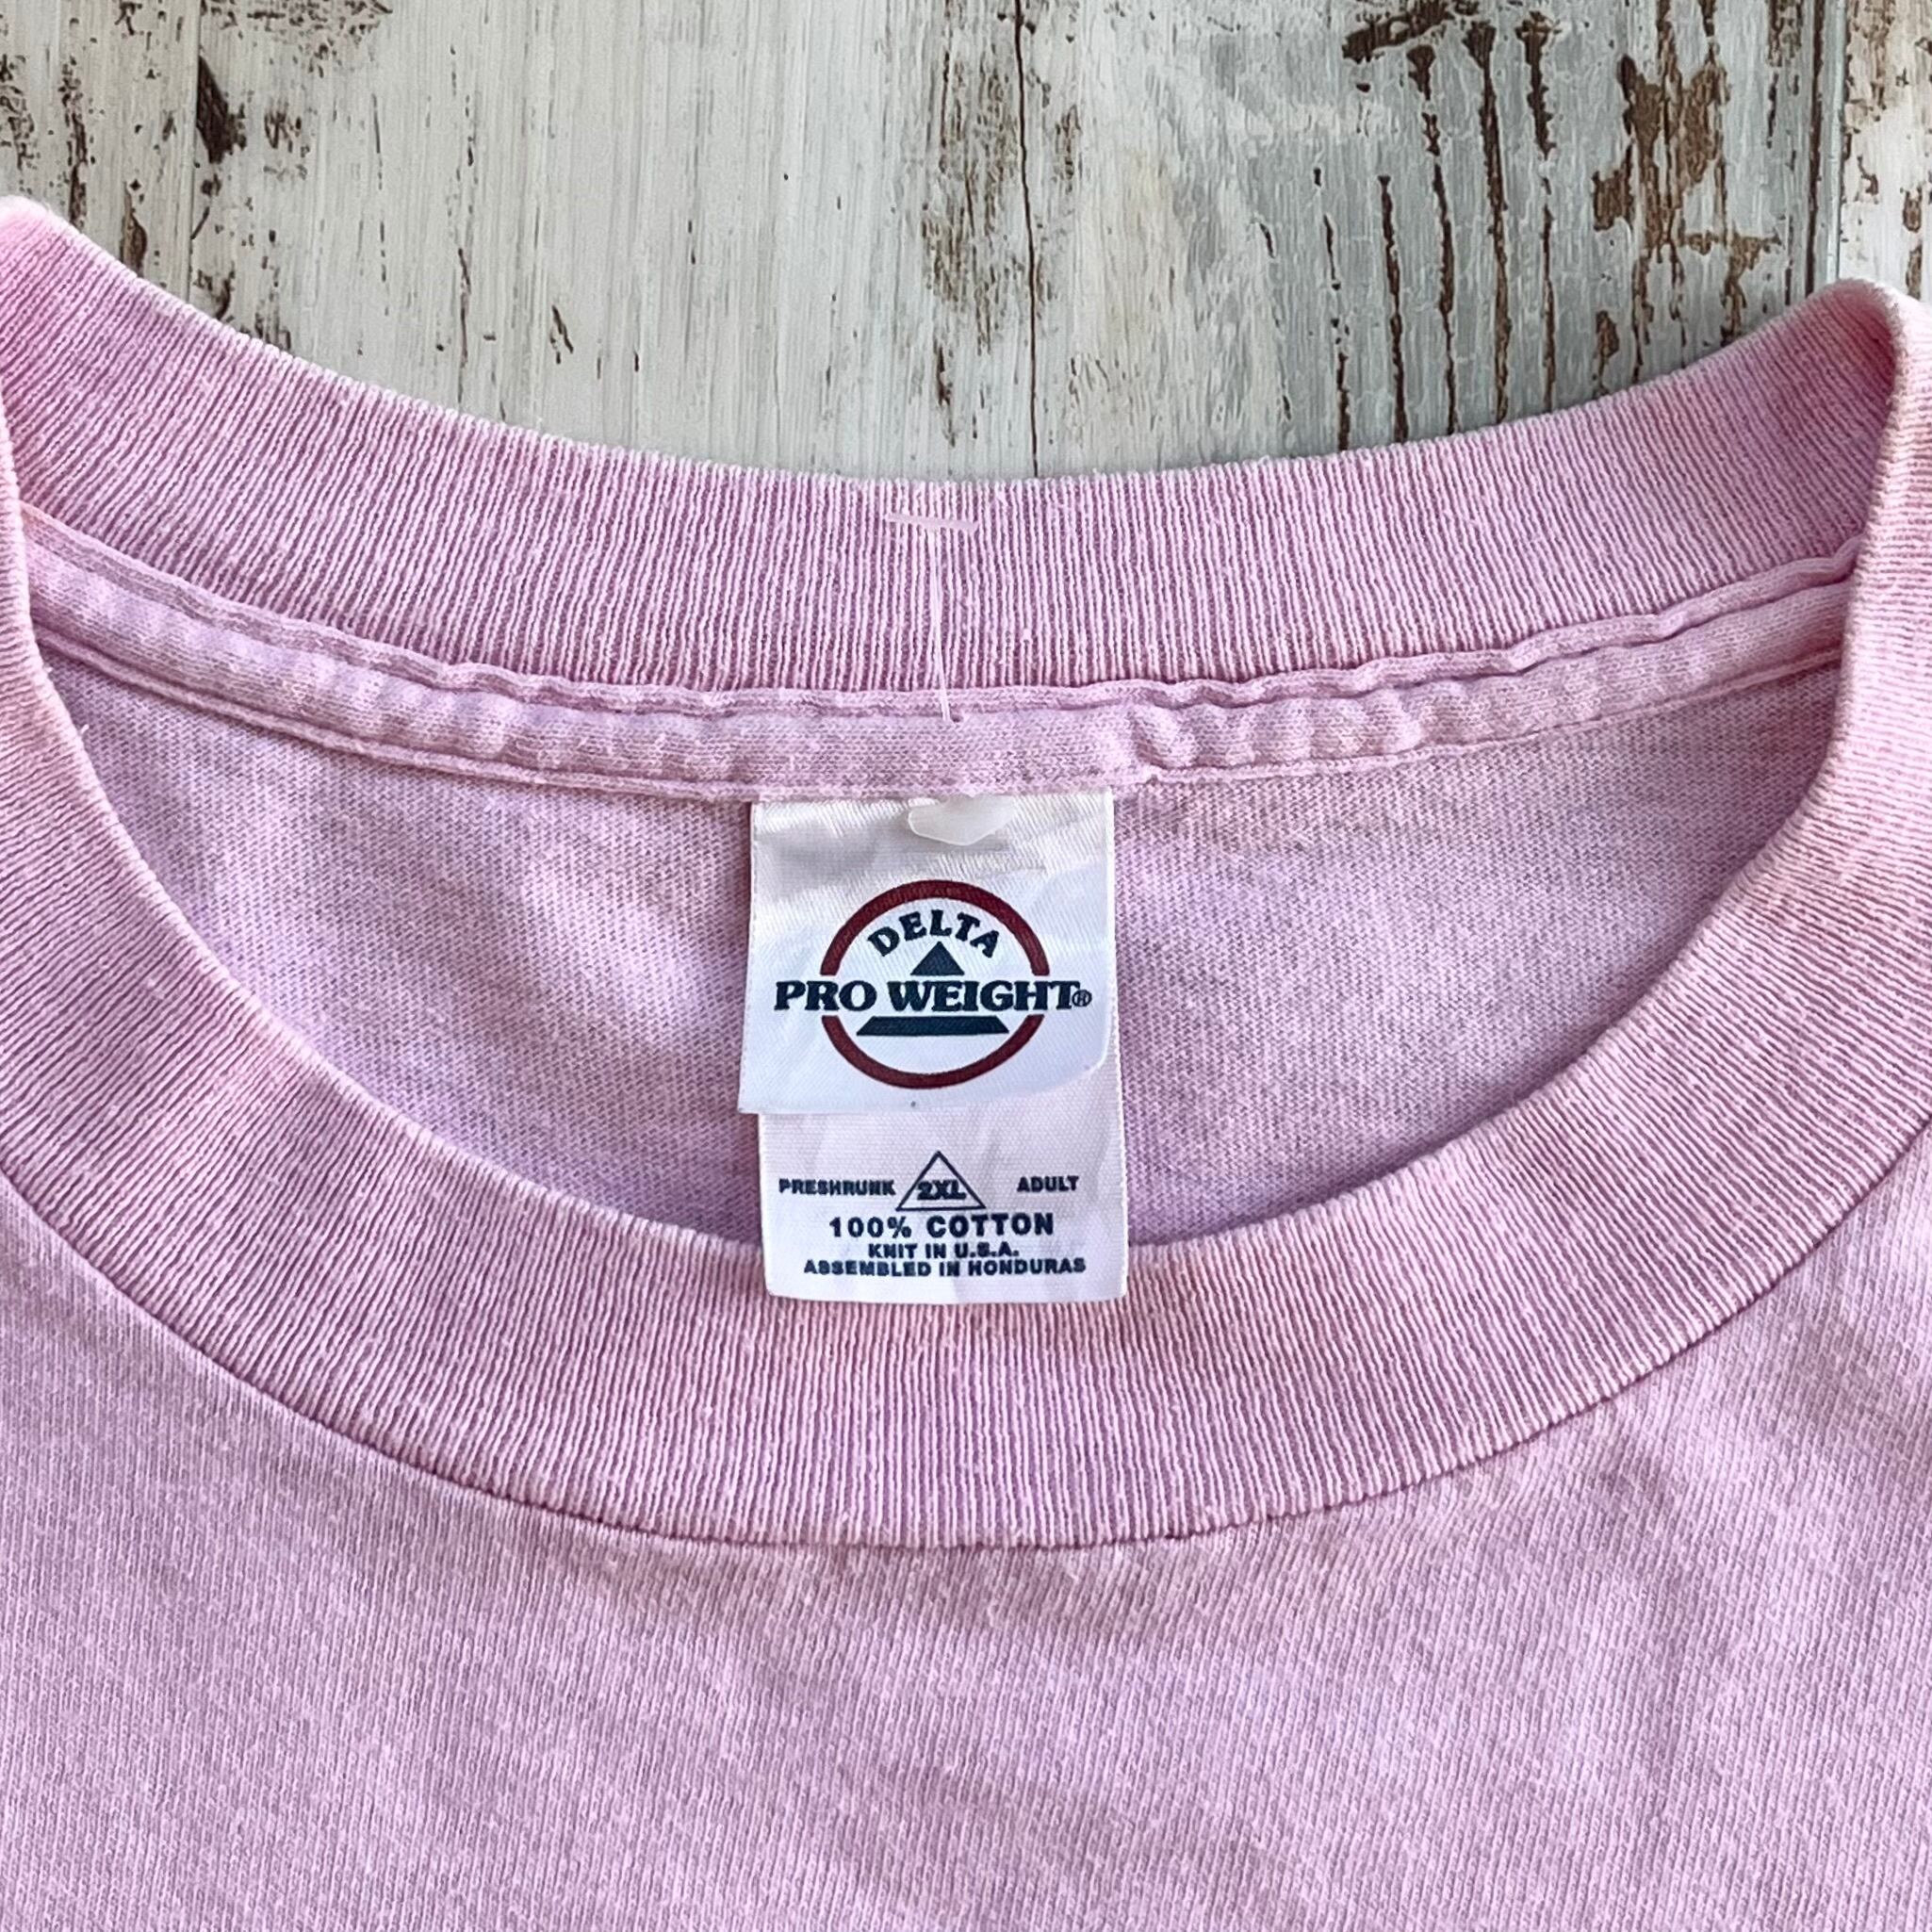 DELTA
PRO WEIGHT®
PRESHRUNK 2XL ADULT
100% COTTON
KNIT IN U.S.A.
ASSEMBLED IN HONDURAS